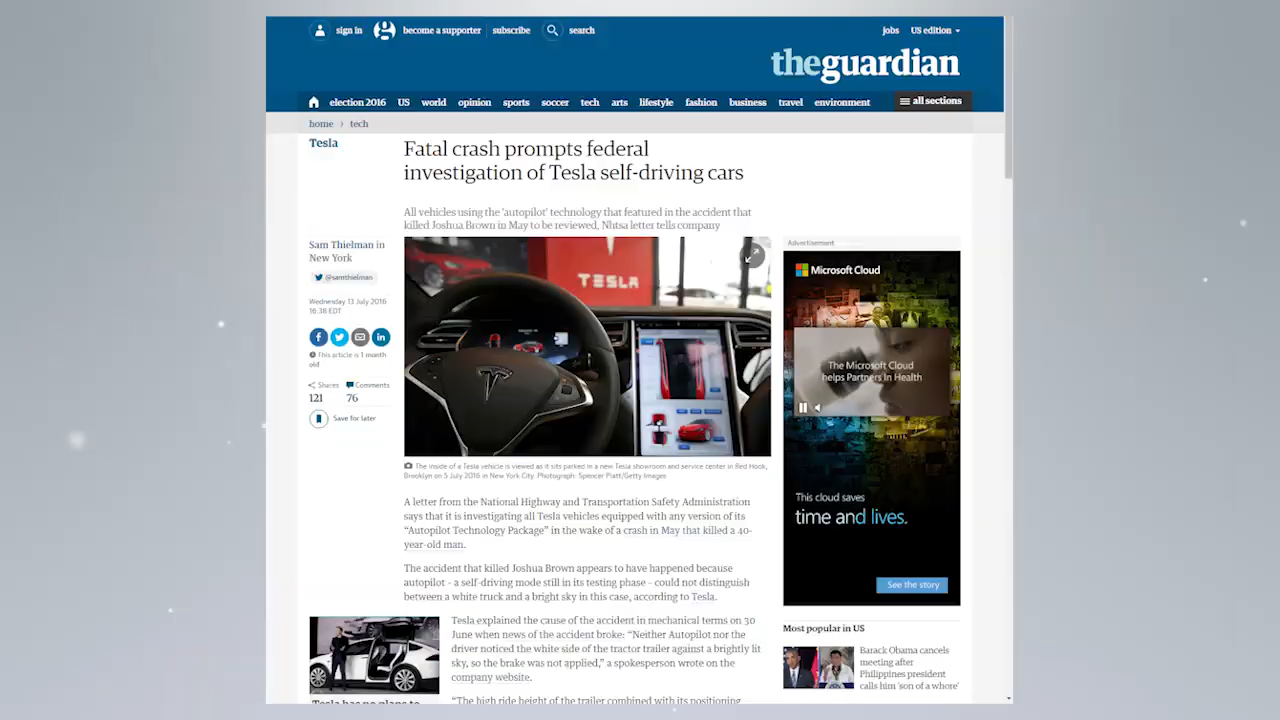 sign in
become a supporter
subscribe
search
jobs
US edition
theguardian
election 2016
US
world
opinion
sports
soccer
tech
arts
lifestyle
fashion
business
travel
environment
all sections
home › tech
Tesla
Fatal crash prompts federal
investigation of Tesla self-driving cars
All vehicles using the 'autopilot' technology that featured in the accident that
killed Joshua Brown in May to be reviewed, Nhtsa letter tells company
Sam Thielman in
New York
@samthielman
Wednesday 13 July 2016
16.38 EDT
This article is 1 month
old
Shares
Comments
121
76
Save for later
TESLA
The inside of a Tesla vehicle is viewed as it sits parked in a new Tesla showroom and service center in Red Hook,
Brooklyn on 5 July 2016 in New York City. Photograph: Spencer Platt/Getty Images
A letter from the National Highway and Transportation Safety Administration
says that it is investigating all Tesla vehicles equipped with any version of its
“Autopilot Technology Package” in the wake of a crash in May that killed a 40-
year-old man.
The accident that killed Joshua Brown appears to have happened because
autopilot – a self-driving mode still in its testing phase – could not distinguish
between a white truck and a bright sky in this case, according to Tesla.
Tesla explained the cause of the accident in mechanical terms on 30
June when news of the accident broke: “Neither Autopilot nor the
driver noticed the white side of the tractor trailer against a brightly lit
sky, so the brake was not applied,” a spokesperson wrote on the
company website.
“The high ride height of the trailer combined with its positioning
Tesla has no plans to
Advertisement
Microsoft Cloud
The Microsoft Cloud
helps Partners In Health
This cloud saves
time and lives.
See the story
Most popular in US
Barack Obama cancels
meeting after
Philippines president
calls him 'son of a whore'